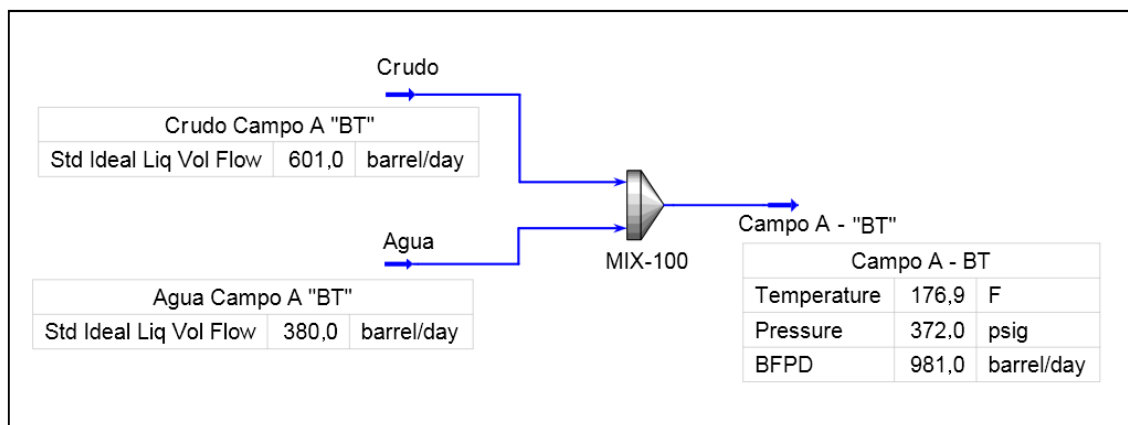 Crudo
Crudo Campo A "BT"
Std Ideal Liq Vol Flow 601,0 barrel/day
Agua
Agua Campo A "BT"
Std Ideal Liq Vol Flow 380,0 barrel/day
MIX-100
Campo A - "BT"
Campo A - BT
Temperature 176,9 F
Pressure 372,0 psig
BFPD 981,0 barrel/day